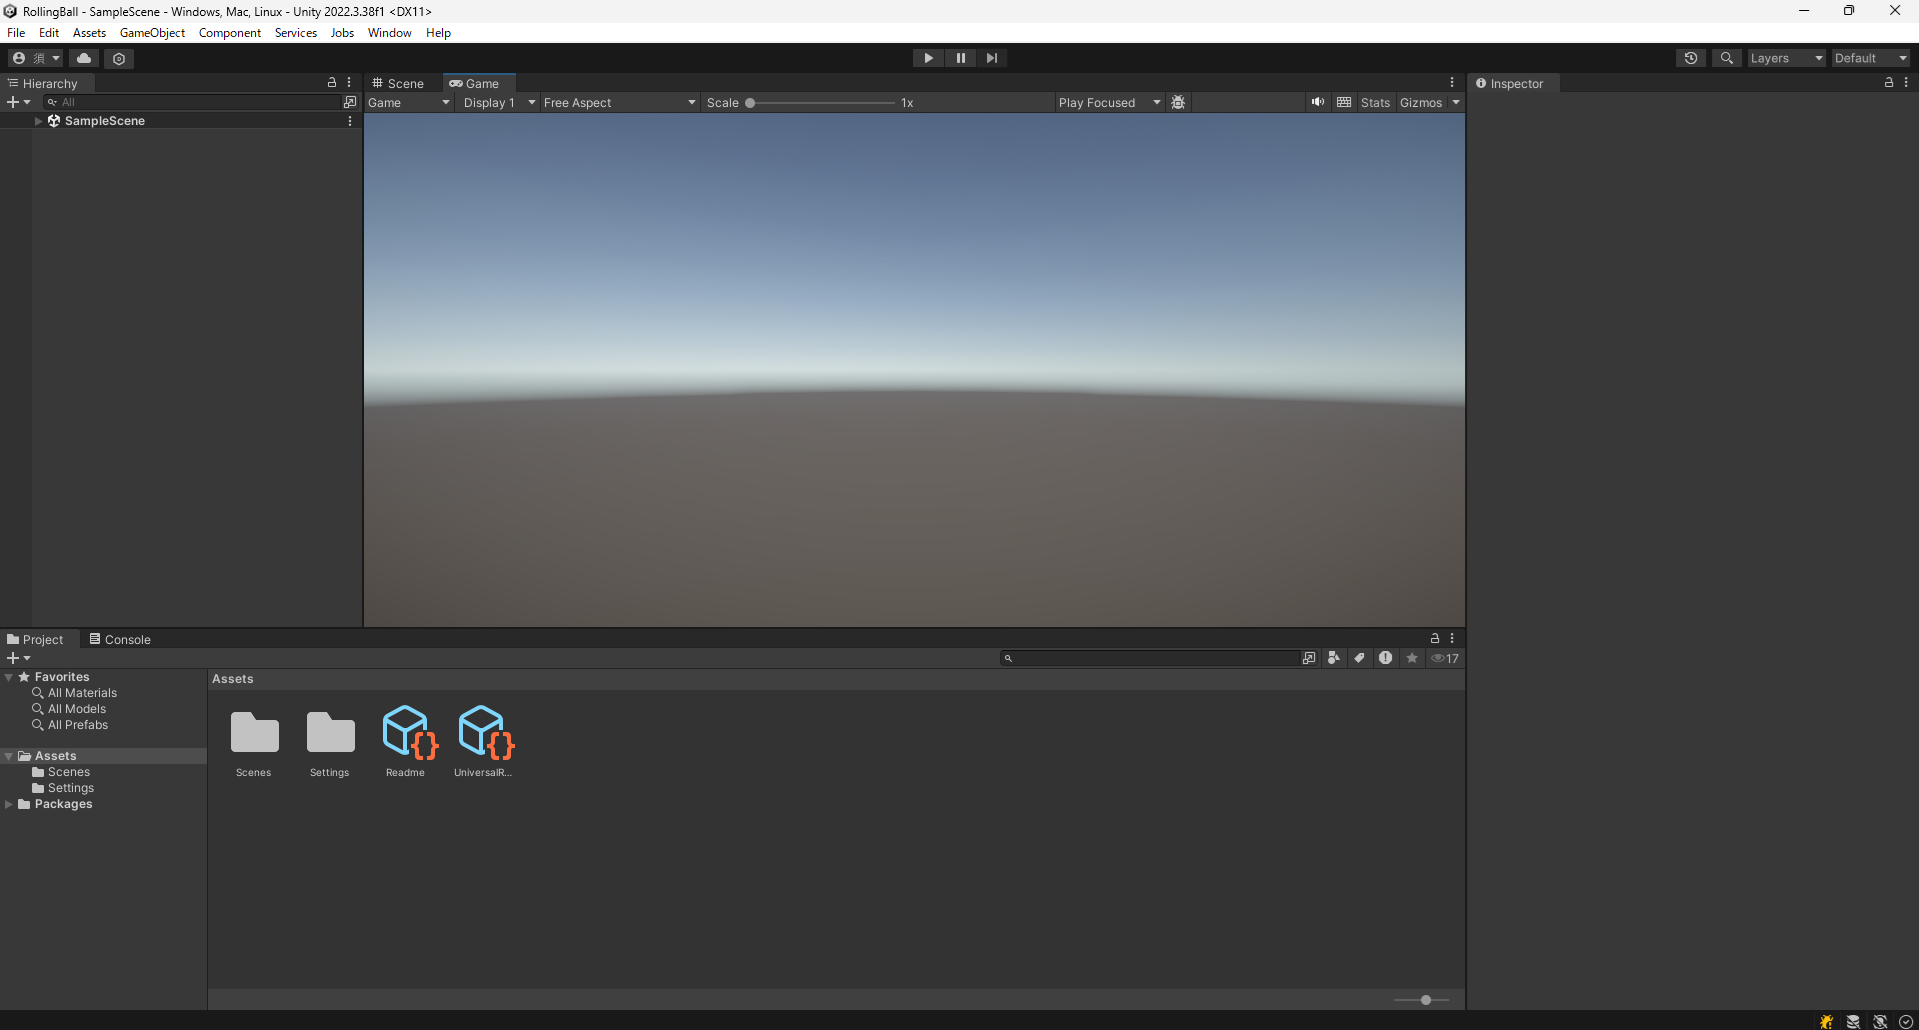 RollingBall - SampleScene - Windows, Mac, Linux - Unity 2022.3.38f1 <DX11>
File Edit Assets GameObject Component Services Jobs Window Help
須 Layers Default
Hierarchy
All
SampleScene
Scene Game
Game Display 1 Free Aspect Scale 1x Play Focused Stats Gizmos
Inspector
Project Console
17
Favorites
All Materials
All Models
All Prefabs
Assets
Scenes
Settings
Packages
Assets
Scenes Settings Readme UniversalR...